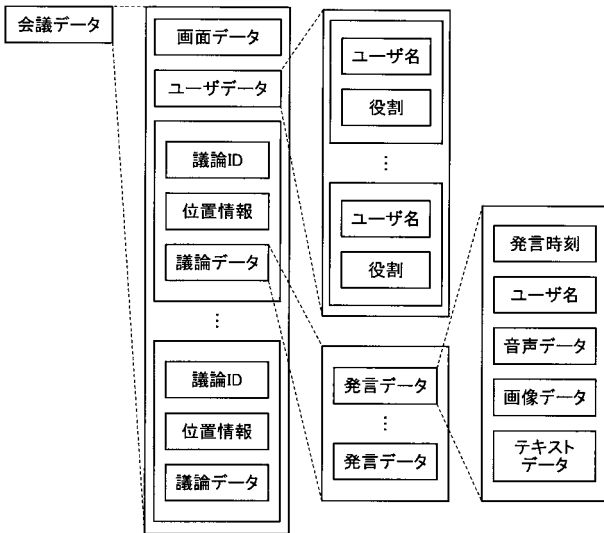 会議データ
画面データ
ユーザデータ
議論ID
位置情報
議論データ
⋮
議論ID
位置情報
議論データ
ユーザ名
役割
⋮
ユーザ名
役割
発言データ
⋮
発言データ
発言時刻
ユーザ名
音声データ
画像データ
テキスト
データ